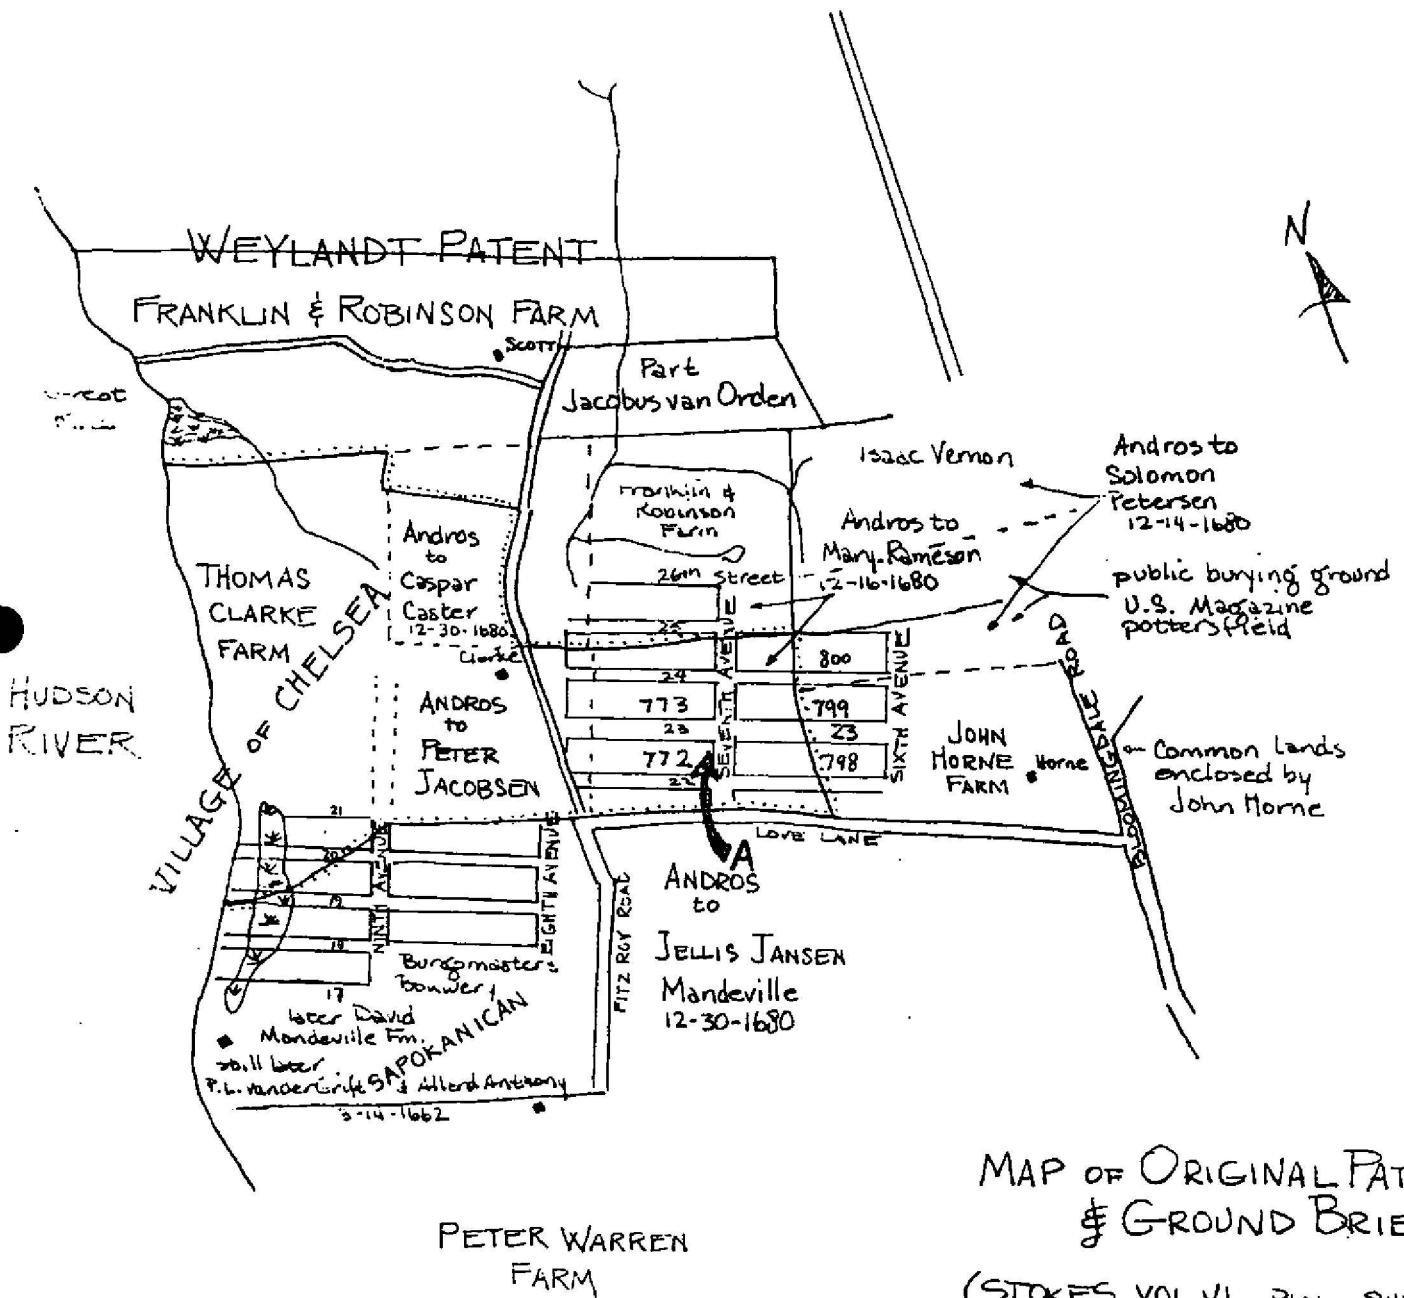 N
WEYLANDT PATENT
FRANKLIN & ROBINSON FARM
SCOTT
Part
Jacobus van Orden
Isaac Vernon
Andros to
Solomon
Petersen
12-14-1680
Franklin &
Robinson
Farm
Andros to
Mary Rameson
12-16-1680
26th Street
public burying ground
U.S. Magazine
pottersfield
Andros
to
Caspar
Caster
12-30-1680
Clarke
THOMAS
CLARKE
FARM
VILLAGE OF CHELSEA
HUDSON
RIVER
ANDROS
to
PETER
JACOBSEN
25
24
23
22
773
772
SEVENTH AVENUE
800
799
23
798
SIXTH AVENUE
JOHN
HORNE
FARM
Horne
BLOOMINGDALE ROAD
Common lands
enclosed by
John Horne
LOVE LANE
A
ANDROS
to
JELLIS JANSEN
Mandeville
12-30-1680
FITZ ROY ROAD
21
20
19
18
17
NINTH AVENUE
EIGHTH AVENUE
Burgomasters
Bouwery
later David
Mandeville Fm.
still later
P.L. VanderGrift & Allerd Anthony
3-14-1662
SAPOKANICAN
PETER WARREN
FARM
MAP OF ORIGINAL PAT
& GROUND BRIE
(STOKES VOL VI